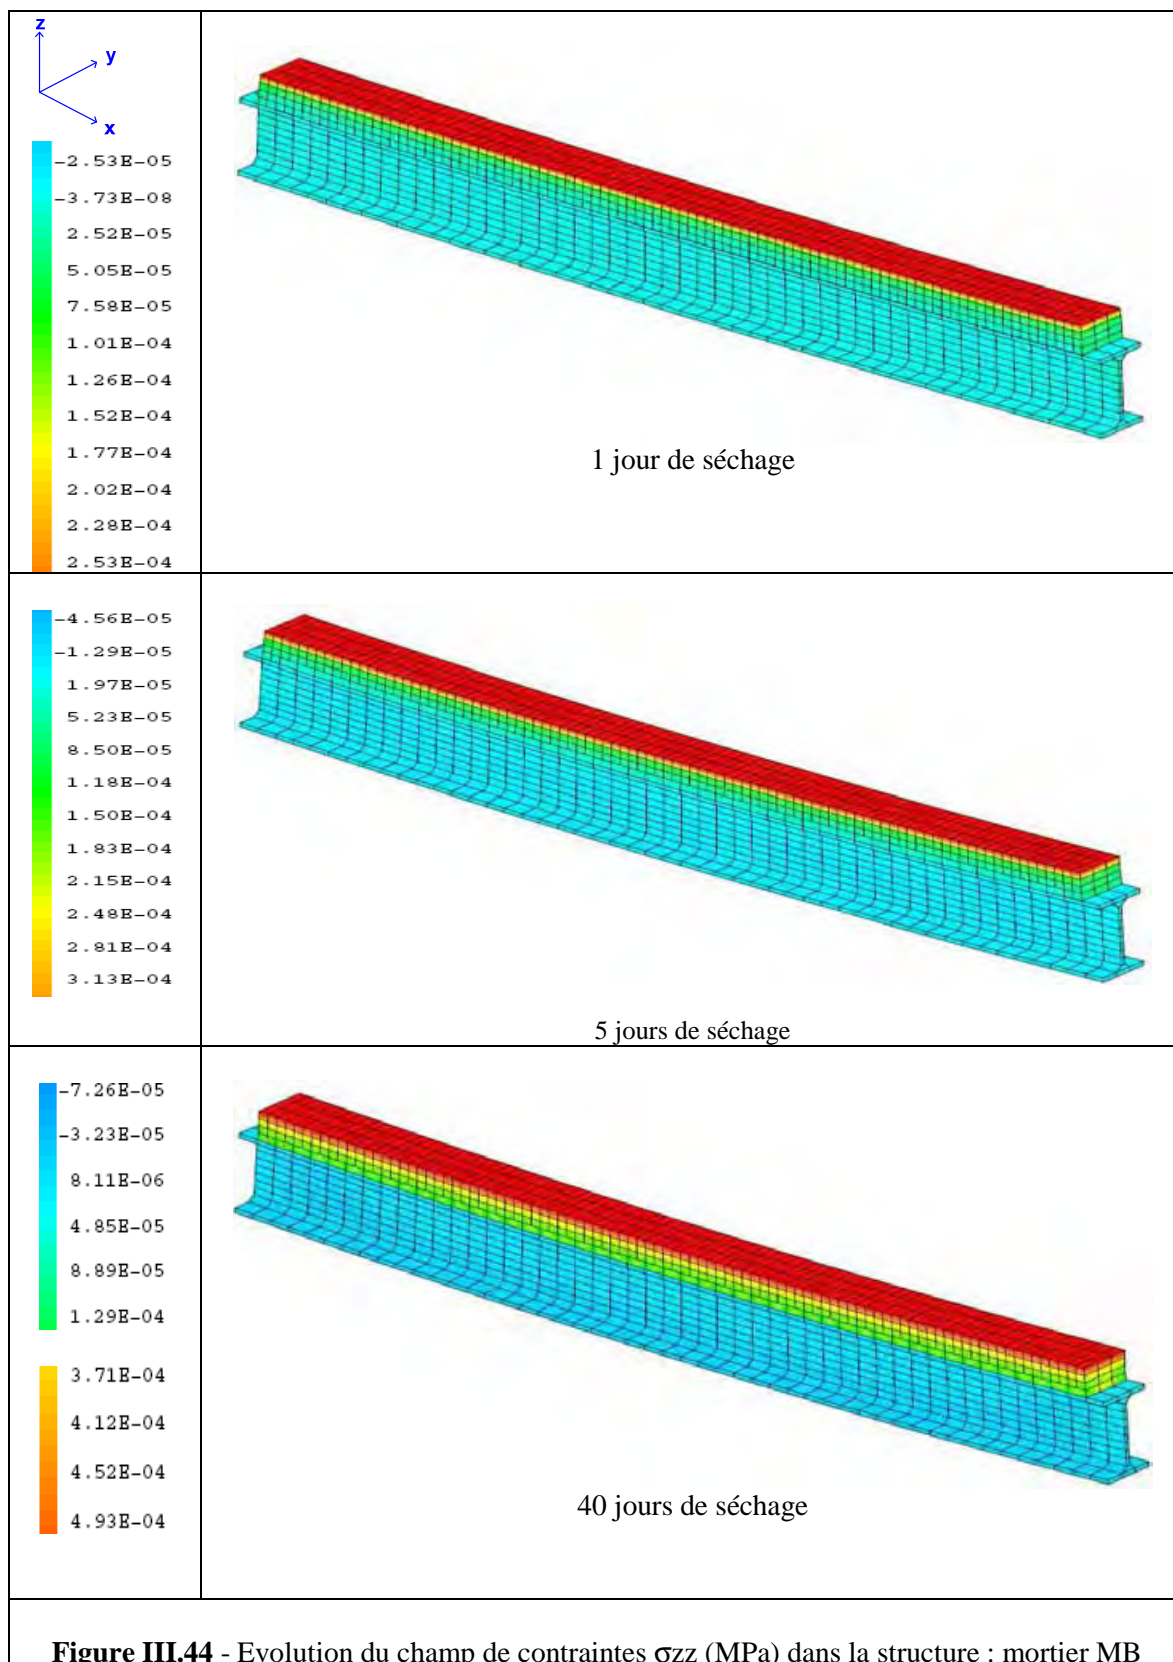 z
y
x
-2.53E-05
-3.73E-08
2.52E-05
5.05E-05
7.58E-05
1.01E-04
1.26E-04
1.52E-04
1.77E-04
2.02E-04
2.28E-04
2.53E-04
1 jour de séchage
-4.56E-05
-1.29E-05
1.97E-05
5.23E-05
8.50E-05
1.18E-04
1.50E-04
1.83E-04
2.15E-04
2.48E-04
2.81E-04
3.13E-04
5 jours de séchage
-7.26E-05
-3.23E-05
8.11E-06
4.85E-05
8.89E-05
1.29E-04
3.71E-04
4.12E-04
4.52E-04
4.93E-04
40 jours de séchage
Figure III.44 - Evolution du champ de contraintes σzz (MPa) dans la structure : mortier MB